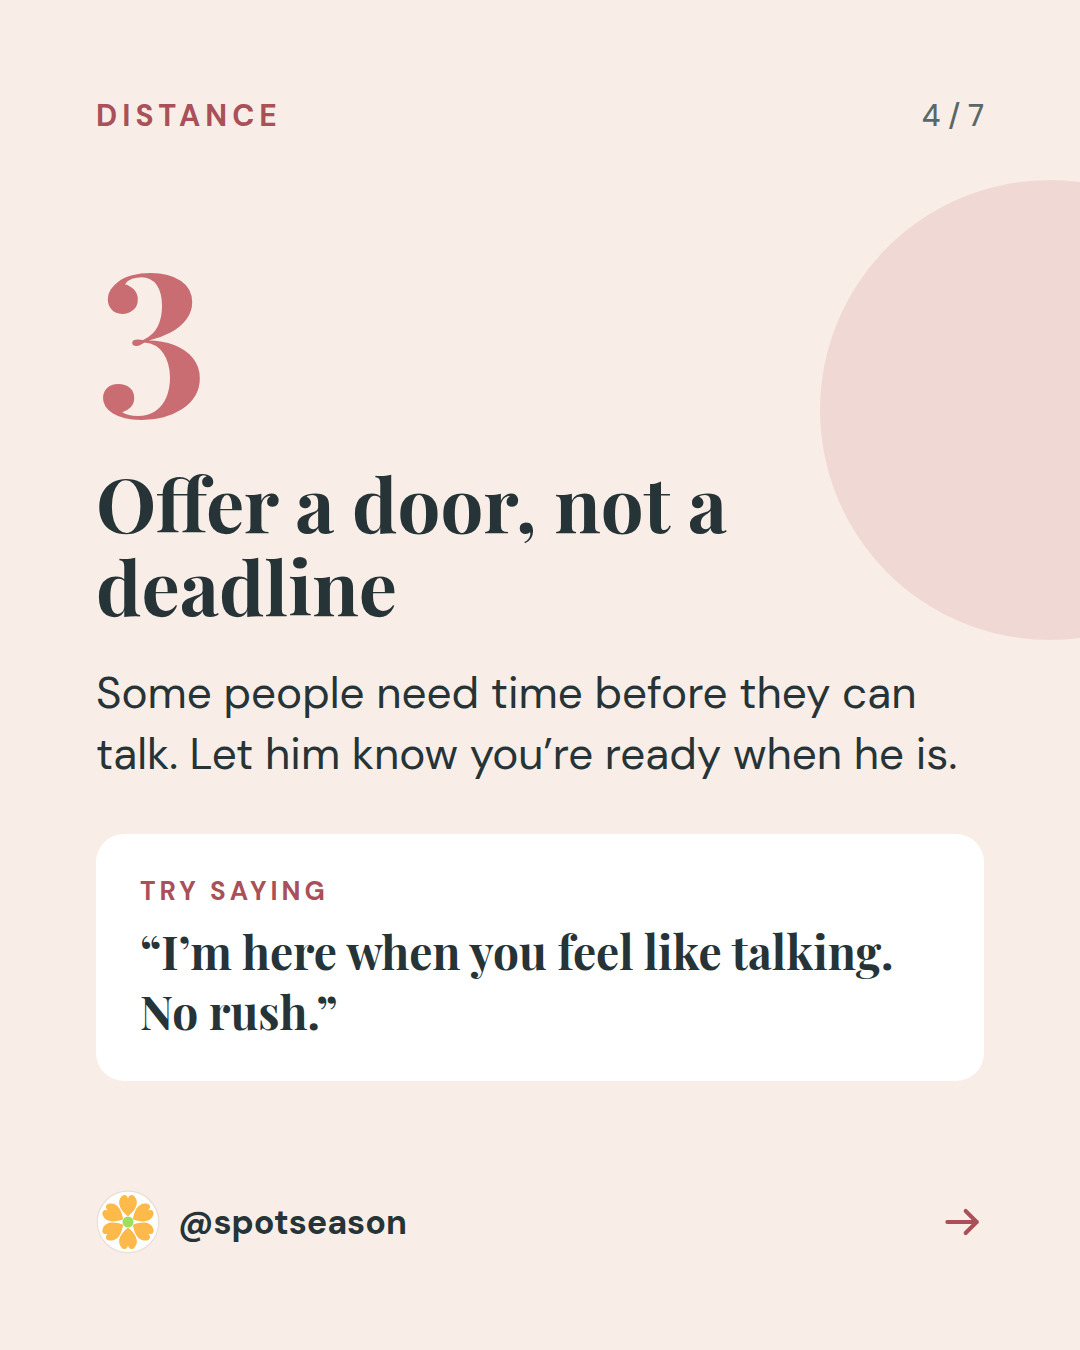 DISTANCE
4 / 7
3
Offer a door, not a
deadline
Some people need time before they can
talk. Let him know you’re ready when he is.
TRY SAYING
“I’m here when you feel like talking.
No rush.”
@spotseason